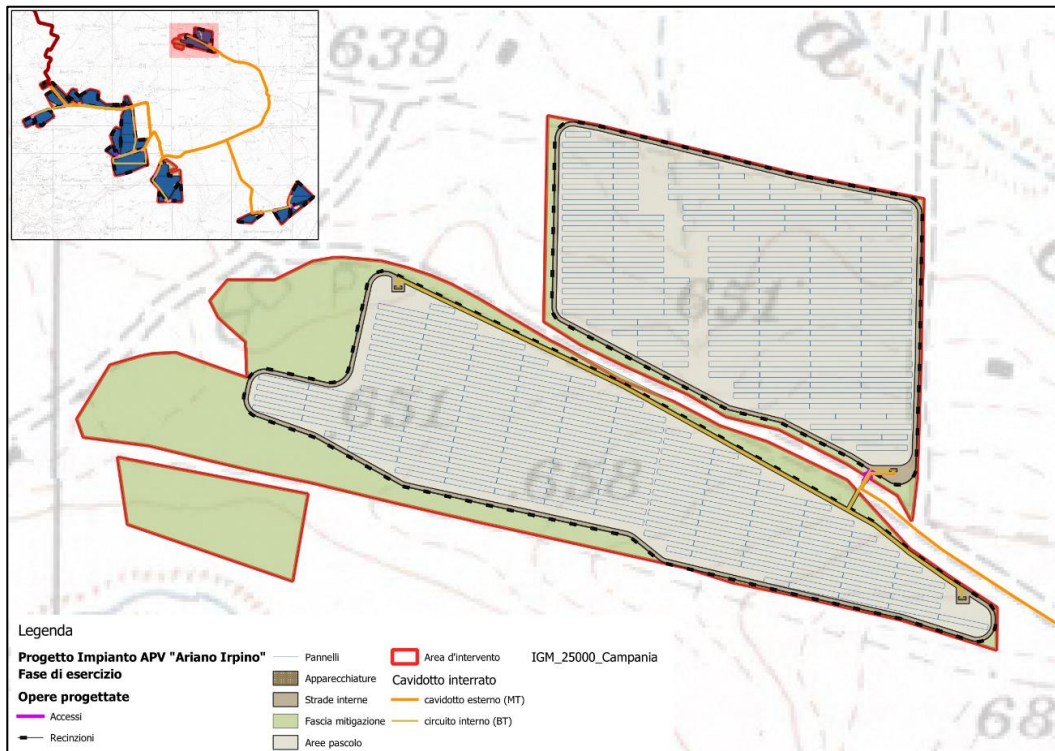 639
651
631
658
68
Legenda
Progetto Impianto APV "Ariano Irpino"
Fase di esercizio
Opere progettate
Accessi
Recinzioni
Pannelli
Apparecchiature
Strade interne
Fascia mitigazione
Aree pascolo
Area d'intervento
Cavidotto interrato
cavidotto esterno (MT)
circuito interno (BT)
IGM_25000_Campania